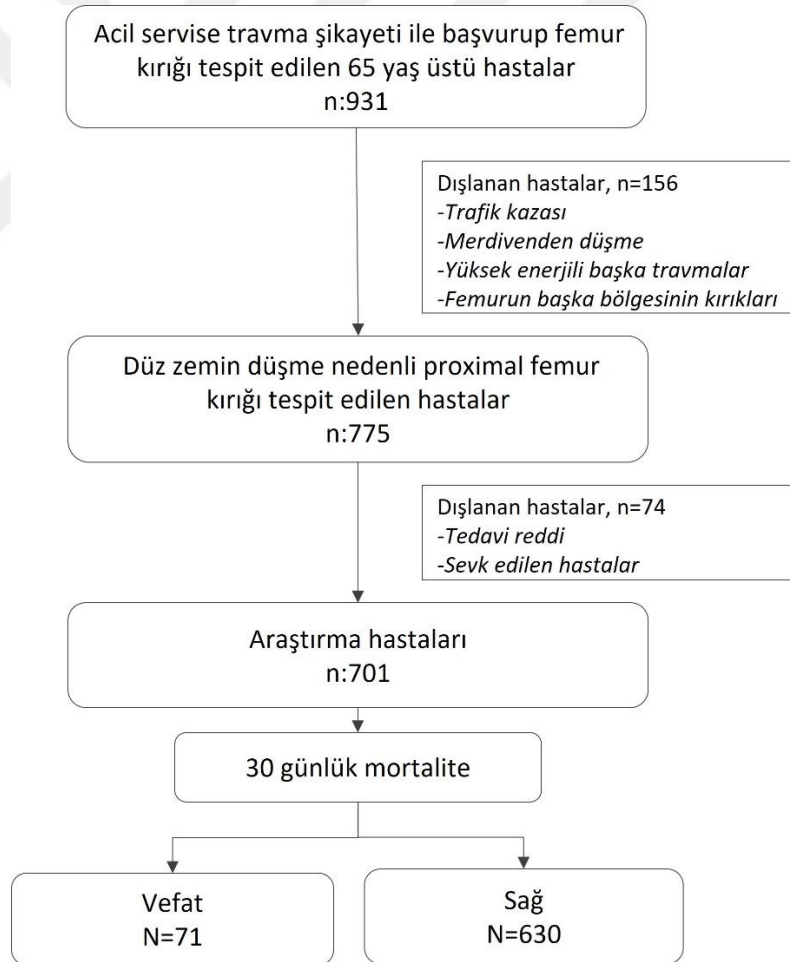 Acil servise travma şikayeti ile başvurup femur
kırığı tespit edilen 65 yaş üstü hastalar
n:931
Dışlanan hastalar, n=156
-Trafik kazası
-Merdivenden düşme
-Yüksek enerjili başka travmalar
-Femurun başka bölgesinin kırıkları
Düz zemin düşme nedenli proximal femur
kırığı tespit edilen hastalar
n:775
Dışlanan hastalar, n=74
-Tedavi reddi
-Sevk edilen hastalar
Araştırma hastaları
n:701
30 günlük mortalite
Vefat
N=71
Sağ
N=630